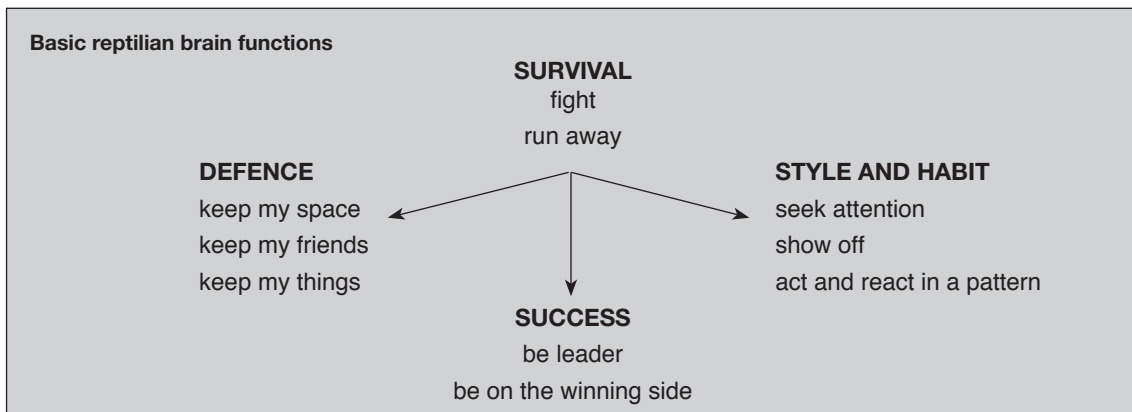 Basic reptilian brain functions
SURVIVAL
fight
run away
DEFENCE
keep my space
keep my friends
keep my things
STYLE AND HABIT
seek attention
show off
act and react in a pattern
SUCCESS
be leader
be on the winning side